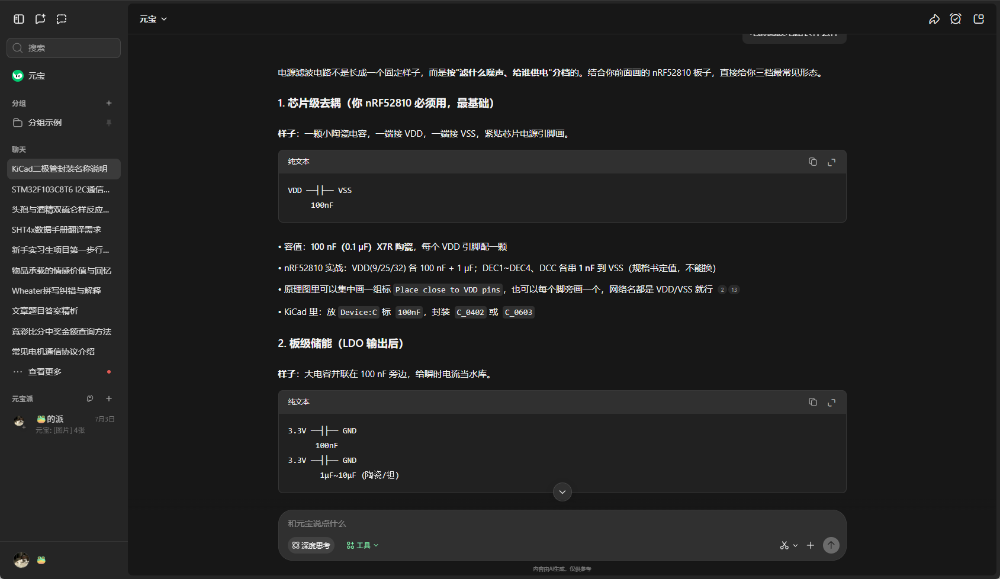 搜索
元宝
分组
分组示例
聊天
KiCad二极管封装名称说明
STM32F103C8T6 I2C通信...
头孢与酒精双硫仑样反应...
SHT4x数据手册翻译需求
新手实习生项目第一步行...
物品承载的情感价值与回忆
Wheater拼写纠错与解释
文章题目答案精析
竞彩比分中奖金额查询方法
常见电机通信协议介绍
查看更多
元宝派
的派 7月3日
元宝: [图片] 4张
元宝
电源滤波电路不是长成一个固定样子，而是按"滤什么噪声、给谁供电"分档的。结合你前面画的 nRF52810 板子，直接给你三档最常见形态。
1. 芯片级去耦（你 nRF52810 必须用，最基础）
样子：一颗小陶瓷电容，一端接 VDD，一端接 VSS，紧贴芯片电源引脚画。
纯文本
VDD ──┤├── VSS
100nF
• 容值：100 nF（0.1 μF）X7R 陶瓷，每个 VDD 引脚配一颗
• nRF52810 实战：VDD(9/25/32) 各 100 nF + 1 μF；DEC1~DEC4、DCC 各串 1 nF 到 VSS（规格书定值，不能换）
• 原理图里可以集中画一组标 Place close to VDD pins，也可以每个脚旁画一个，网络名都是 VDD/VSS 就行 2 13
• KiCad 里：放 Device:C 标 100nF，封装 C_0402 或 C_0603
2. 板级储能（LDO 输出后）
样子：大电容并联在 100 nF 旁边，给瞬时电流当水库。
纯文本
3.3V ──┤├── GND
100nF
3.3V ──┤├── GND
1μF~10μF（陶瓷/钽）
和元宝说点什么
深度思考
工具
内容由AI生成，仅供参考